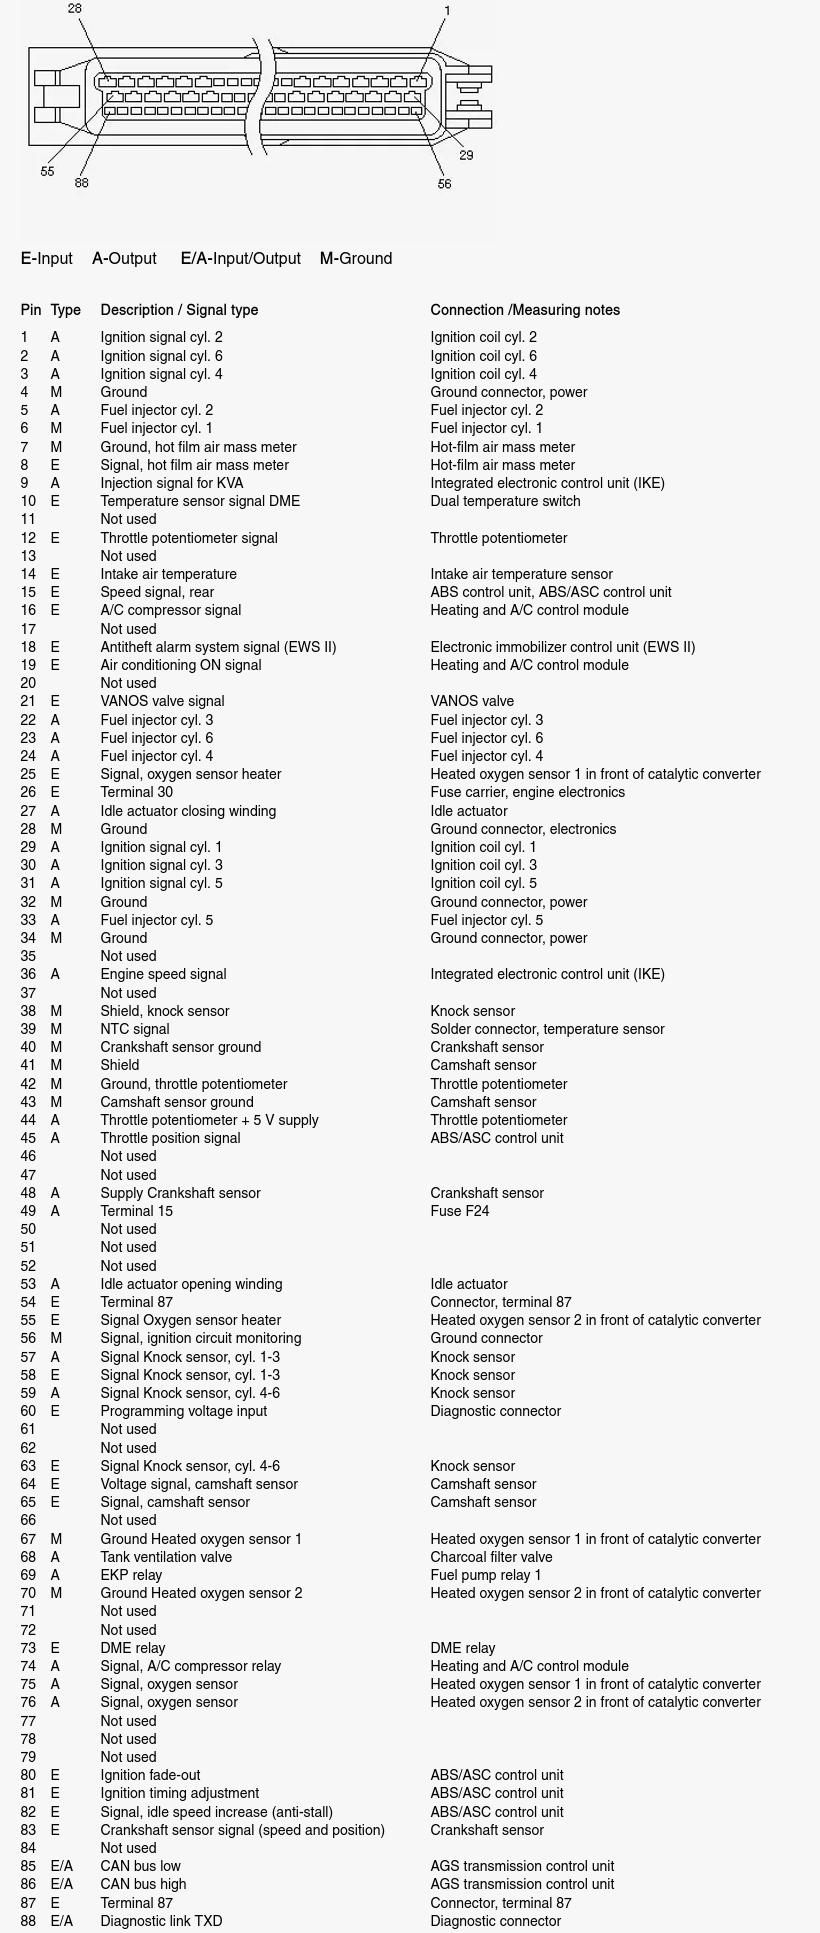 28 1
55 29
88 56
E-Input A-Output E/A-Input/Output M-Ground
Pin Type Description / Signal type Connection /Measuring notes
1 A Ignition signal cyl. 2 Ignition coil cyl. 2
2 A Ignition signal cyl. 6 Ignition coil cyl. 6
3 A Ignition signal cyl. 4 Ignition coil cyl. 4
4 M Ground Ground connector, power
5 A Fuel injector cyl. 2 Fuel injector cyl. 2
6 M Fuel injector cyl. 1 Fuel injector cyl. 1
7 M Ground, hot film air mass meter Hot-film air mass meter
8 E Signal, hot film air mass meter Hot-film air mass meter
9 A Injection signal for KVA Integrated electronic control unit (IKE)
10 E Temperature sensor signal DME Dual temperature switch
11 Not used
12 E Throttle potentiometer signal Throttle potentiometer
13 Not used
14 E Intake air temperature Intake air temperature sensor
15 E Speed signal, rear ABS control unit, ABS/ASC control unit
16 E A/C compressor signal Heating and A/C control module
17 Not used
18 E Antitheft alarm system signal (EWS II) Electronic immobilizer control unit (EWS II)
19 E Air conditioning ON signal Heating and A/C control module
20 Not used
21 E VANOS valve signal VANOS valve
22 A Fuel injector cyl. 3 Fuel injector cyl. 3
23 A Fuel injector cyl. 6 Fuel injector cyl. 6
24 A Fuel injector cyl. 4 Fuel injector cyl. 4
25 E Signal, oxygen sensor heater Heated oxygen sensor 1 in front of catalytic converter
26 E Terminal 30 Fuse carrier, engine electronics
27 A Idle actuator closing winding Idle actuator
28 M Ground Ground connector, electronics
29 A Ignition signal cyl. 1 Ignition coil cyl. 1
30 A Ignition signal cyl. 3 Ignition coil cyl. 3
31 A Ignition signal cyl. 5 Ignition coil cyl. 5
32 M Ground Ground connector, power
33 A Fuel injector cyl. 5 Fuel injector cyl. 5
34 M Ground Ground connector, power
35 Not used
36 A Engine speed signal Integrated electronic control unit (IKE)
37 Not used
38 M Shield, knock sensor Knock sensor
39 M NTC signal Solder connector, temperature sensor
40 M Crankshaft sensor ground Crankshaft sensor
41 M Shield Camshaft sensor
42 M Ground, throttle potentiometer Throttle potentiometer
43 M Camshaft sensor ground Camshaft sensor
44 A Throttle potentiometer + 5 V supply Throttle potentiometer
45 A Throttle position signal ABS/ASC control unit
46 Not used
47 Not used
48 A Supply Crankshaft sensor Crankshaft sensor
49 A Terminal 15 Fuse F24
50 Not used
51 Not used
52 Not used
53 A Idle actuator opening winding Idle actuator
54 E Terminal 87 Connector, terminal 87
55 E Signal Oxygen sensor heater Heated oxygen sensor 2 in front of catalytic converter
56 M Signal, ignition circuit monitoring Ground connector
57 A Signal Knock sensor, cyl. 1-3 Knock sensor
58 E Signal Knock sensor, cyl. 1-3 Knock sensor
59 A Signal Knock sensor, cyl. 4-6 Knock sensor
60 E Programming voltage input Diagnostic connector
61 Not used
62 Not used
63 E Signal Knock sensor, cyl. 4-6 Knock sensor
64 E Voltage signal, camshaft sensor Camshaft sensor
65 E Signal, camshaft sensor Camshaft sensor
66 Not used
67 M Ground Heated oxygen sensor 1 Heated oxygen sensor 1 in front of catalytic converter
68 A Tank ventilation valve Charcoal filter valve
69 A EKP relay Fuel pump relay 1
70 M Ground Heated oxygen sensor 2 Heated oxygen sensor 2 in front of catalytic converter
71 Not used
72 Not used
73 E DME relay DME relay
74 A Signal, A/C compressor relay Heating and A/C control module
75 A Signal, oxygen sensor Heated oxygen sensor 1 in front of catalytic converter
76 A Signal, oxygen sensor Heated oxygen sensor 2 in front of catalytic converter
77 Not used
78 Not used
79 Not used
80 E Ignition fade-out ABS/ASC control unit
81 E Ignition timing adjustment ABS/ASC control unit
82 E Signal, idle speed increase (anti-stall) ABS/ASC control unit
83 E Crankshaft sensor signal (speed and position) Crankshaft sensor
84 Not used
85 E/A CAN bus low AGS transmission control unit
86 E/A CAN bus high AGS transmission control unit
87 E Terminal 87 Connector, terminal 87
88 E/A Diagnostic link TXD Diagnostic connector